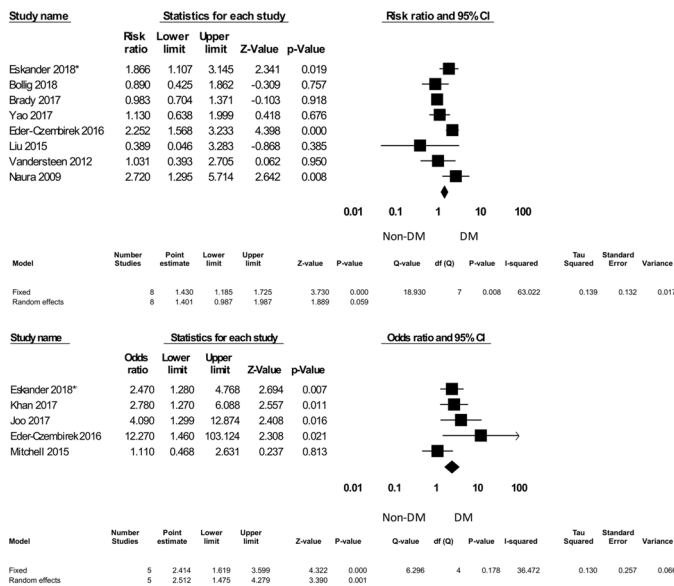 Study name Statistics for each study Risk ratio and 95% CI
Risk Lower Upper
ratio limit limit Z-Value p-Value
Eskander 2018* 1.866 1.107 3.145 2.341 0.019
Bollig 2018 0.890 0.425 1.862 -0.309 0.757
Brady 2017 0.983 0.704 1.371 -0.103 0.918
Yao 2017 1.130 0.638 1.999 0.418 0.676
Eder-Czembirek 2016 2.252 1.568 3.233 4.398 0.000
Liu 2015 0.389 0.046 3.283 -0.868 0.385
Vandersteen 2012 1.031 0.393 2.705 0.062 0.950
Naura 2009 2.720 1.295 5.714 2.642 0.008
0.01 0.1 1 10 100
Non-DM DM
Number Point Lower Upper Tau Standard
Model Studies estimate limit limit Z-value P-value Q-value df (Q) P-value I-squared Squared Error Variance
Fixed 8 1.430 1.185 1.725 3.730 0.000 18.930 7 0.008 63.022 0.139 0.132 0.017
Random effects 8 1.401 0.987 1.987 1.889 0.059
Study name Statistics for each study Odds ratio and 95% CI
Odds Lower Upper
ratio limit limit Z-Value p-Value
Eskander 2018* 2.470 1.280 4.768 2.694 0.007
Khan 2017 2.780 1.270 6.088 2.557 0.011
Joo 2017 4.090 1.299 12.874 2.408 0.016
Eder-Czembirek 2016 12.270 1.460 103.124 2.308 0.021
Mitchell 2015 1.110 0.468 2.631 0.237 0.813
0.01 0.1 1 10 100
Non-DM DM
Number Point Lower Upper Tau Standard
Model Studies estimate limit limit Z-value P-value Q-value df (Q) P-value I-squared Squared Error Variance
Fixed 5 2.414 1.619 3.599 4.322 0.000 6.296 4 0.178 36.472 0.130 0.257 0.066
Random effects 5 2.512 1.475 4.279 3.390 0.001